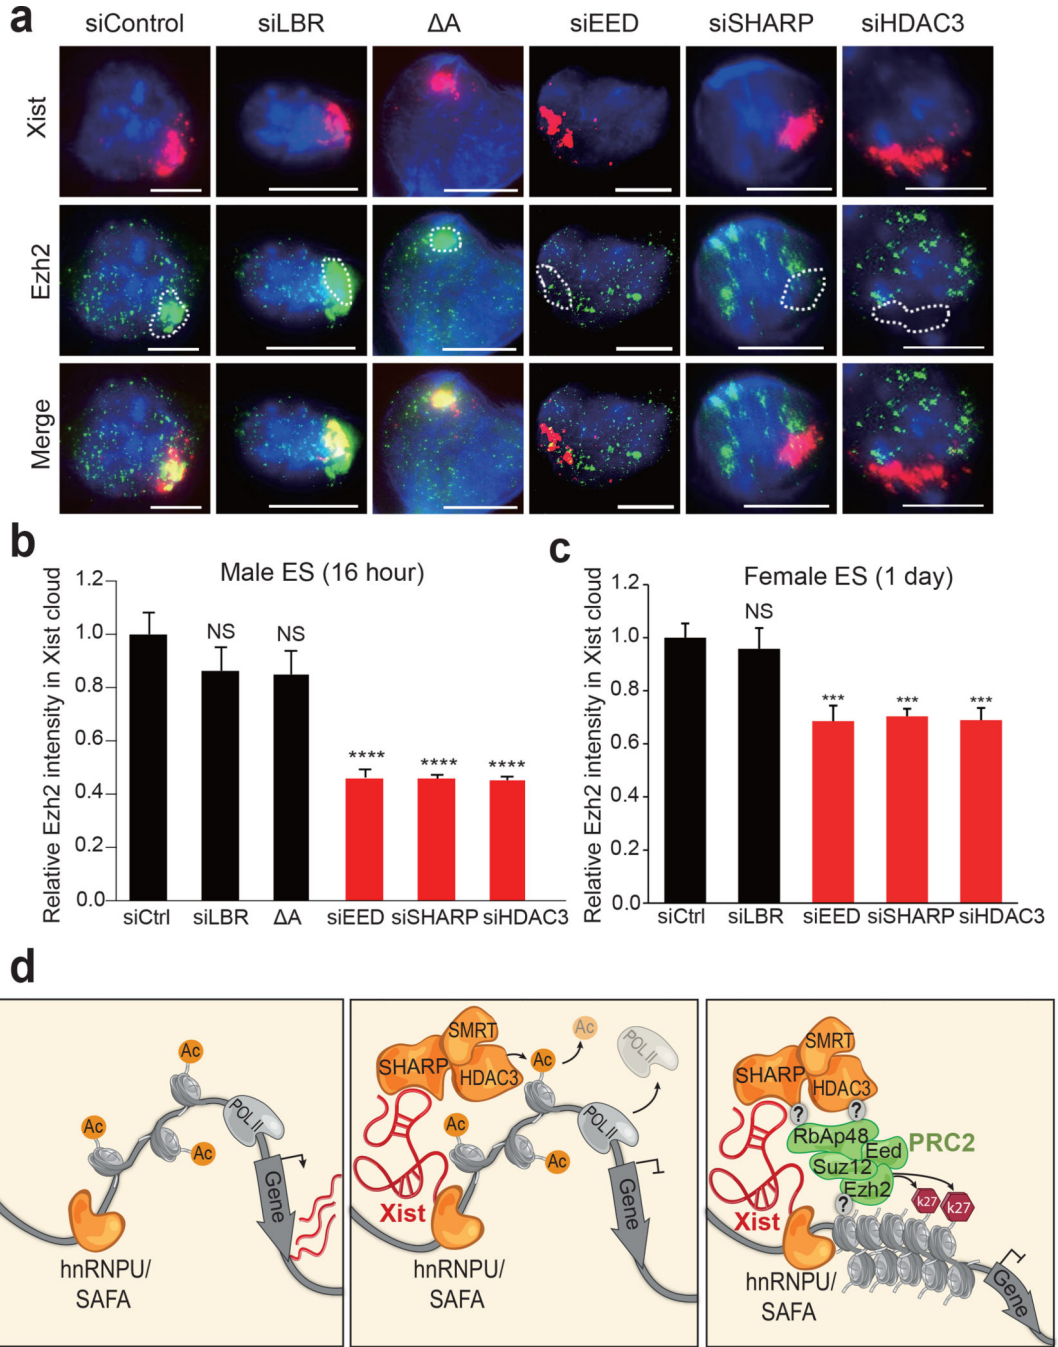 a
siControl siLBR ΔA siEED siSHARP siHDAC3
Xist
Ezh2
Merge
b
Male ES (16 hour)
Relative Ezh2 intensity in Xist cloud
1.2
1.0
0.8
0.6
0.4
0.2
0.0
NS
NS
****
****
****
siCtrl siLBR ΔA siEED siSHARP siHDAC3
c
Female ES (1 day)
Relative Ezh2 intensity in Xist cloud
1.2
1.0
0.8
0.6
0.4
0.2
0.0
NS
***
***
***
siCtrl siLBR siEED siSHARP siHDAC3
d
Ac
Ac
Ac
POL II
Gene
hnRNPU/
SAFA
SMRT
SHARP
HDAC3
Ac
Ac
POL II
Ac
POL II
Ac
Xist
Gene
hnRNPU/
SAFA
SMRT
SHARP
HDAC3
?
?
RbAp48
Eed
PRC2
Suz12
Ezh2
?
k27
k27
Xist
hnRNPU/
SAFA
Gene